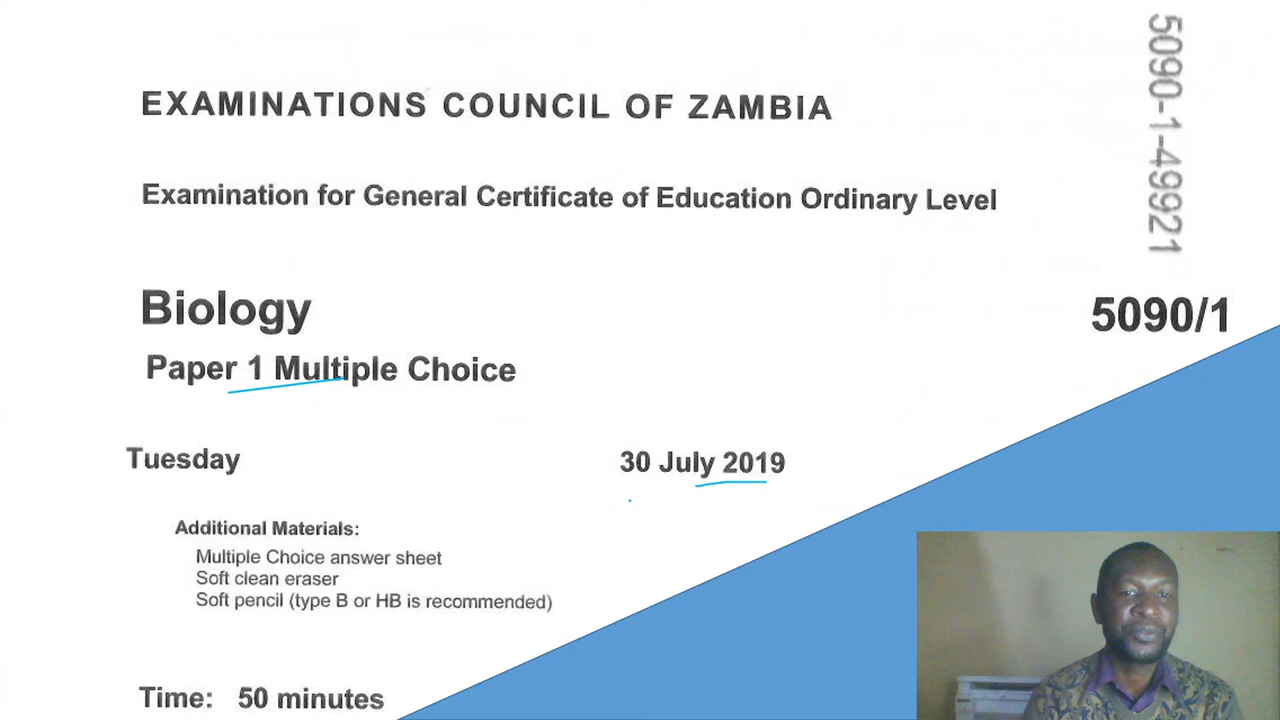 EXAMINATIONS COUNCIL OF ZAMBIA
Examination for General Certificate of Education Ordinary Level
5090-1-49921
Biology 5090/1
Paper 1 Multiple Choice
Tuesday 30 July 2019
Additional Materials:
Multiple Choice answer sheet
Soft clean eraser
Soft pencil (type B or HB is recommended)
Time: 50 minutes